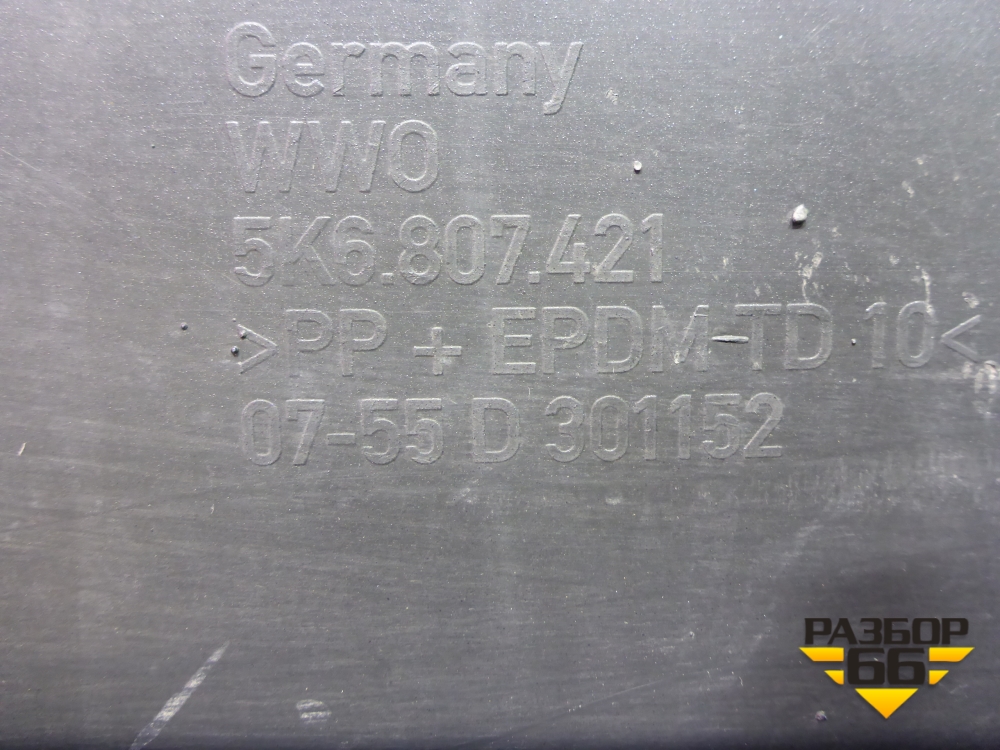 Germany
WWO
5K6.807.421
>PP + EPDM-TD 10<
07-55 D 301152
РАЗБОР
66